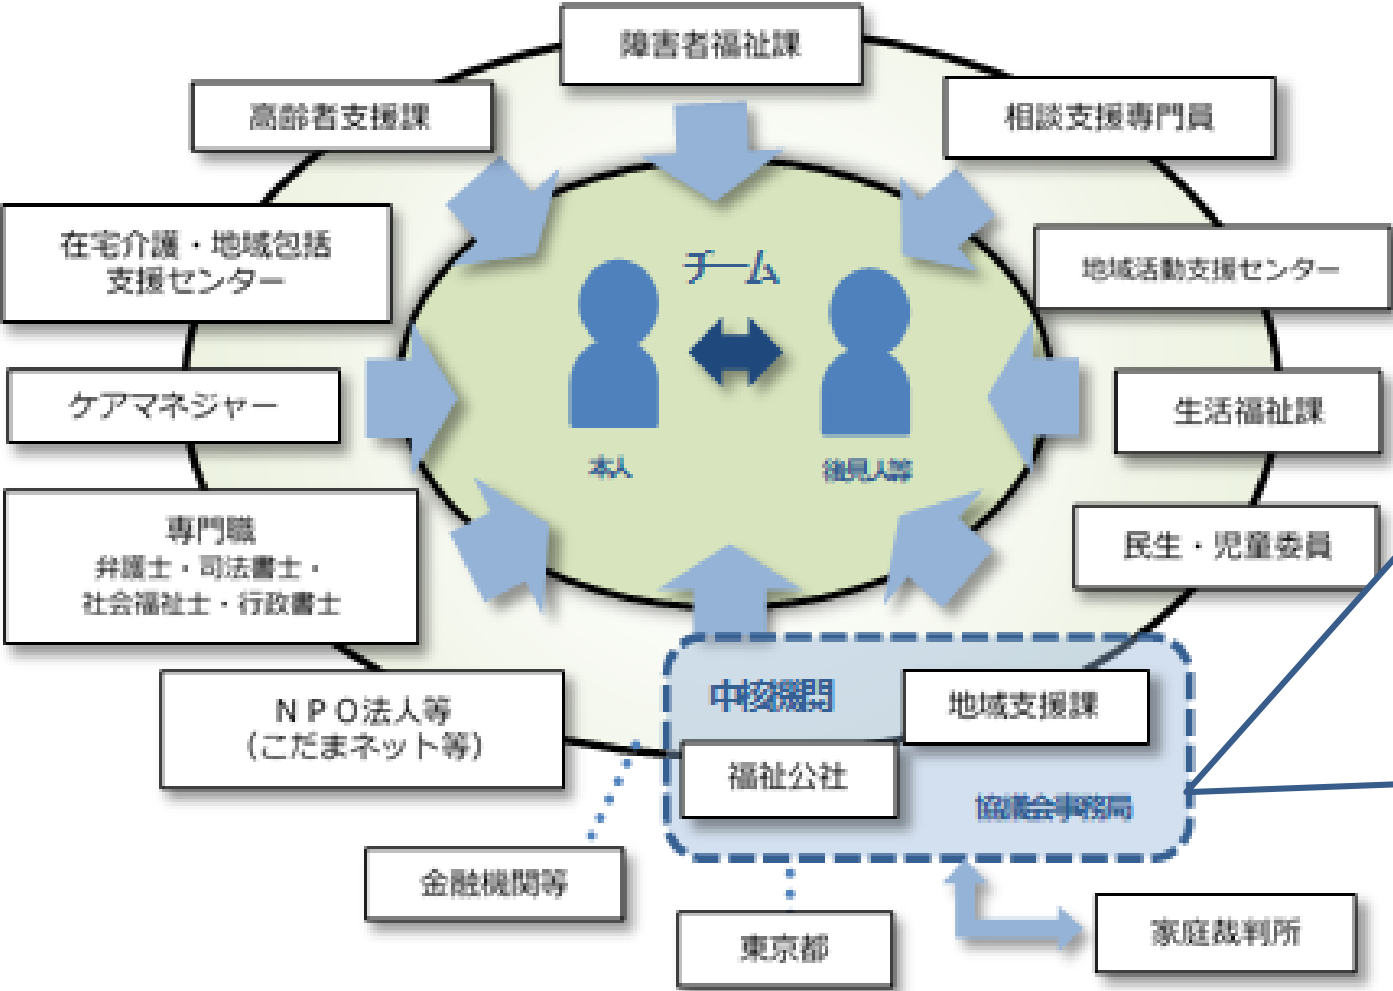 障害者福祉課
高齢者支援課
相談支援専門員
在宅介護・地域包括
支援センター
地域活動支援センター
チーム
ケアマネジャー
生活福祉課
本人
後見人等
専門職
弁護士・司法書士・
社会福祉士・行政書士
民生・児童委員
NPO法人等
（こだまネット等）
中核機関
地域支援課
福祉公社
協議会事務局
金融機関等
東京都
家庭裁判所